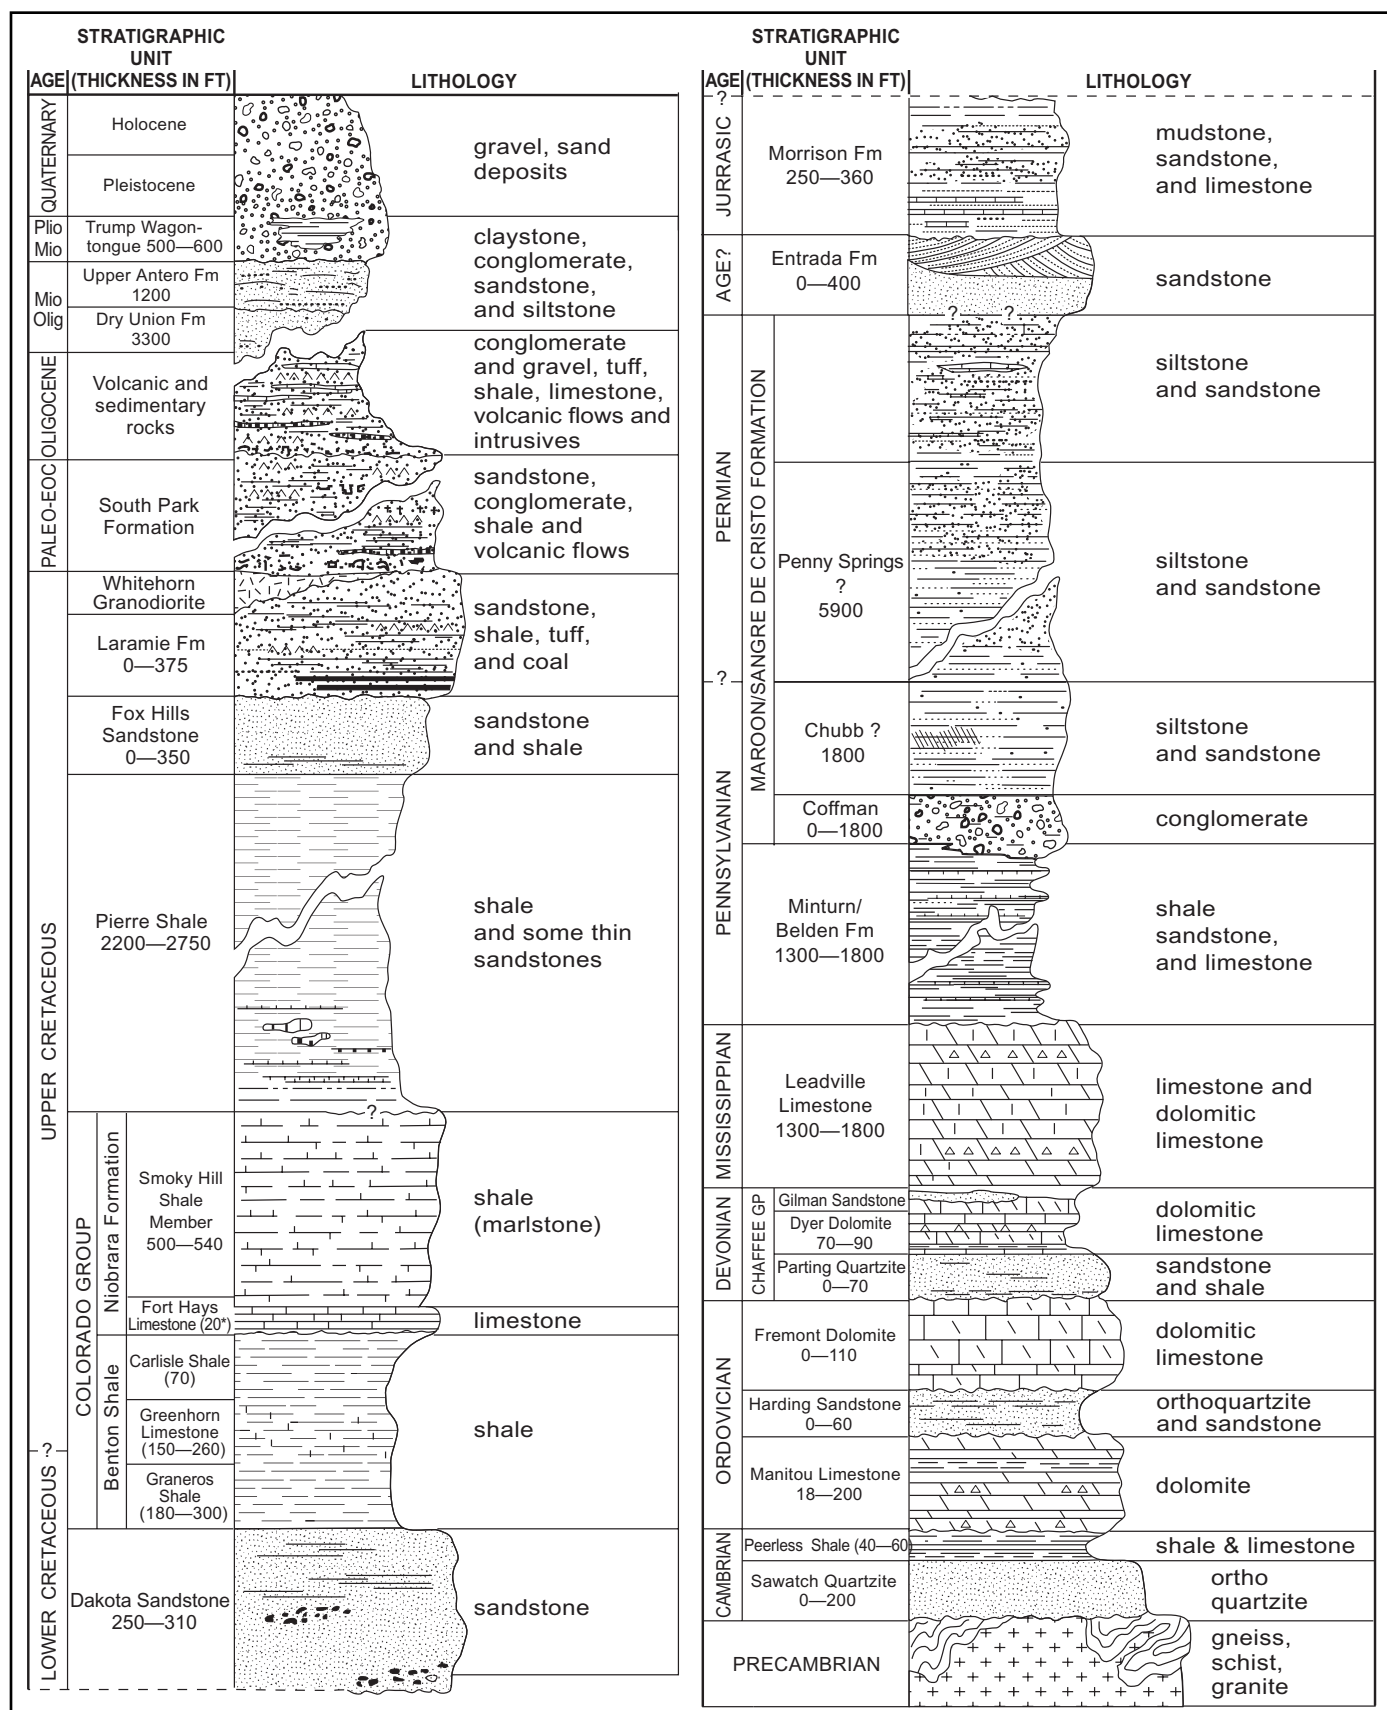 STRATIGRAPHIC
UNIT
AGE (THICKNESS IN FT) LITHOLOGY
QUATERNARY
Holocene
Pleistocene
gravel, sand
deposits
Plio
Mio
Trump Wagon-
tongue 500—600
Mio
Olig
Upper Antero Fm
1200
Dry Union Fm
3300
claystone,
conglomerate,
sandstone,
and siltstone
OLIGOCENE
Volcanic and
sedimentary
rocks
conglomerate
and gravel, tuff,
shale, limestone,
volcanic flows and
intrusives
PALEO-EOC
South Park
Formation
sandstone,
conglomerate,
shale and
volcanic flows
UPPER CRETACEOUS
Whitehorn
Granodiorite
Laramie Fm
0—375
sandstone,
shale, tuff,
and coal
Fox Hills
Sandstone
0—350
sandstone
and shale
Pierre Shale
2200—2750
shale
and some thin
sandstones
?
COLORADO GROUP
Niobrara Formation
Smoky Hill
Shale
Member
500—540
shale
(marlstone)
Fort Hays
Limestone (20*)
limestone
Benton Shale
Carlisle Shale
(70)
Greenhorn
Limestone
(150—260)
Graneros
Shale
(180—300)
shale
?
LOWER CRETACEOUS
Dakota Sandstone
250—310
sandstone
STRATIGRAPHIC
UNIT
AGE (THICKNESS IN FT) LITHOLOGY
?
JURRASIC
Morrison Fm
250—360
mudstone,
sandstone,
and limestone
AGE?
Entrada Fm
0—400
sandstone
? ?
PERMIAN
MAROON/SANGRE DE CRISTO FORMATION
siltstone
and sandstone
Penny Springs
?
5900
siltstone
and sandstone
?
PENNSYLVANIAN
Chubb ?
1800
siltstone
and sandstone
Coffman
0—1800
conglomerate
Minturn/
Belden Fm
1300—1800
shale
sandstone,
and limestone
MISSISSIPPIAN
Leadville
Limestone
1300—1800
limestone and
dolomitic
limestone
DEVONIAN
CHAFFEE GP
Gilman Sandstone
Dyer Dolomite
70—90
dolomitic
limestone
Parting Quartzite
0—70
sandstone
and shale
ORDOVICIAN
Fremont Dolomite
0—110
dolomitic
limestone
Harding Sandstone
0—60
orthoquartzite
and sandstone
Manitou Limestone
18—200
dolomite
CAMBRIAN
Peerless Shale (40—60)
shale & limestone
Sawatch Quartzite
0—200
ortho
quartzite
PRECAMBRIAN
gneiss,
schist,
granite